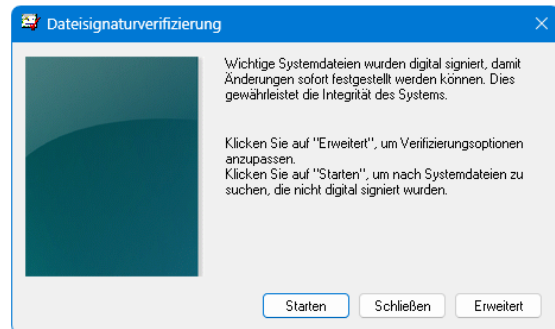 Dateisignaturverifizierung
Wichtige Systemdateien wurden digital signiert, damit
Änderungen sofort festgestellt werden können. Dies
gewährleistet die Integrität des Systems.
Klicken Sie auf "Erweitert", um Verifizierungsoptionen
anzupassen.
Klicken Sie auf "Starten", um nach Systemdateien zu
suchen, die nicht digital signiert wurden.
Starten
Schließen
Erweitert